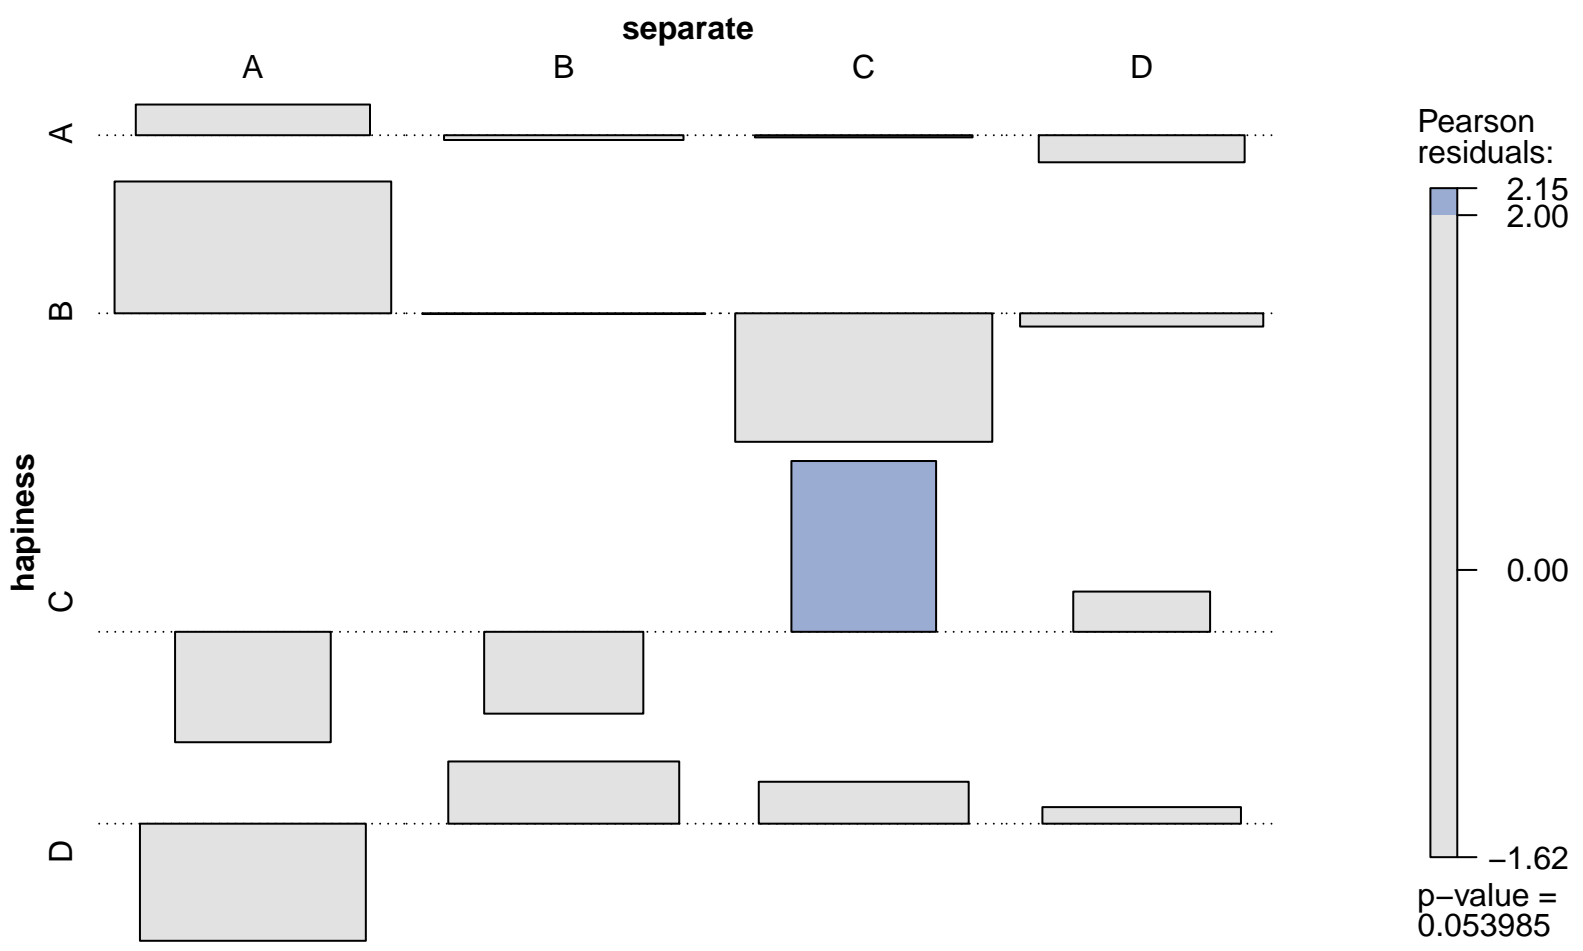 separate
A B C D
A
B
C
D
hapiness
Pearson
residuals:
2.15
2.00
0.00
−1.62
p−value =
0.053985